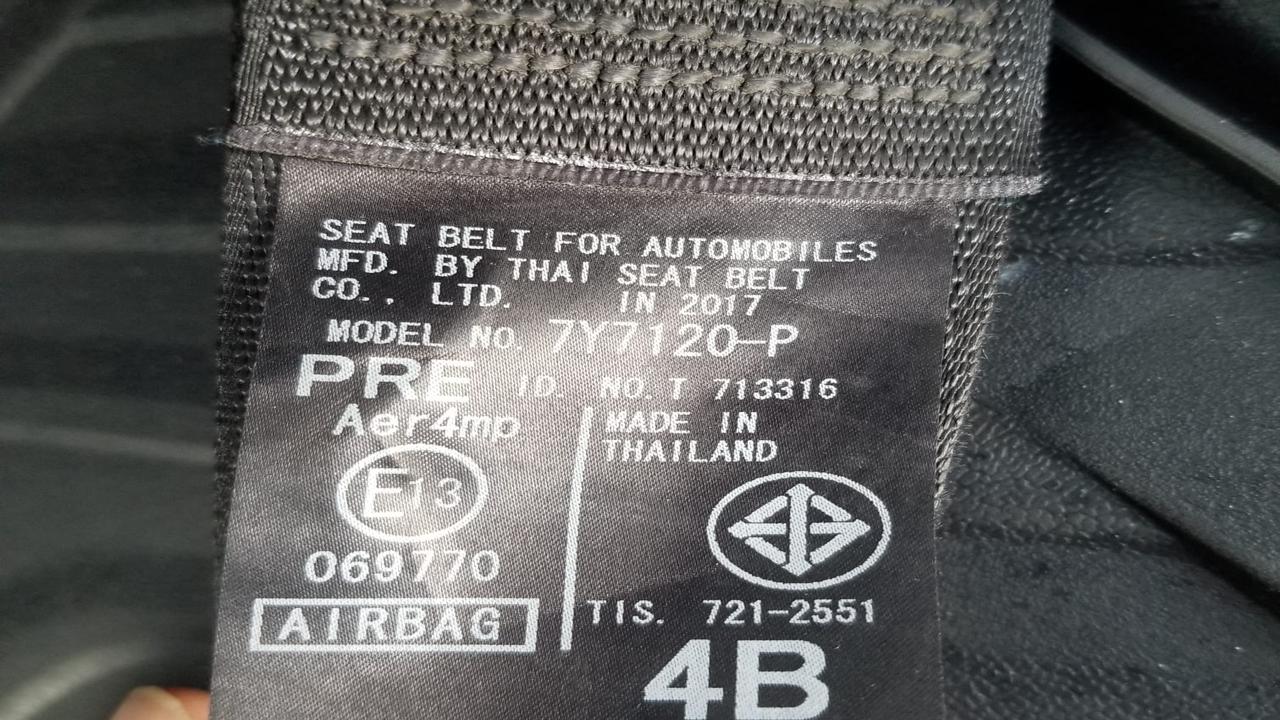 SEAT BELT FOR AUTOMOBILES
MFD. BY THAI SEAT BELT
CO., LTD. IN 2017
MODEL NO. 7Y7120-P
PRE ID. NO.T 713316
Aer4mp
MADE IN
THAILAND
E13
069770
AIRBAG
TIS. 721-2551
4B